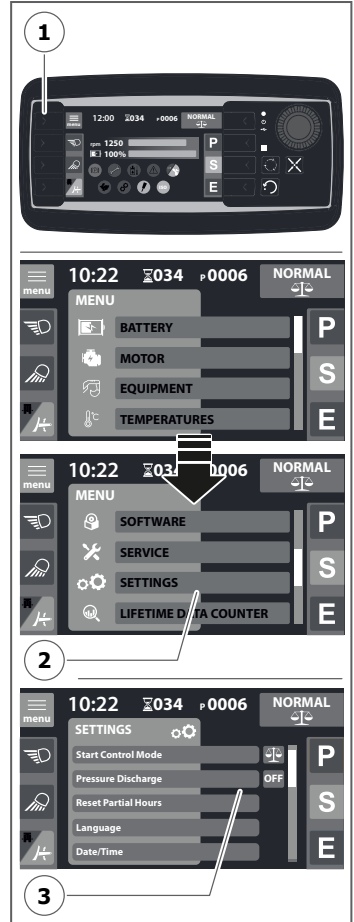 1
12:00 034 P0006 NORMAL
menu
rpm 1250
100%
P
S
E
10:22 034 P0006 NORMAL
menu
MENU
BATTERY
MOTOR
EQUIPMENT
°C TEMPERATURES
P
S
E
10:22 034 P0006 NORMAL
menu
MENU
SOFTWARE
SERVICE
SETTINGS
LIFETIME DATA COUNTER
P
S
E
2
10:22 034 P0006 NORMAL
menu
SETTINGS
Start Control Mode
Pressure Discharge OFF
Reset Partial Hours
Language
Date/Time
P
S
E
3